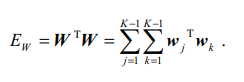 E_W = W^T W = \sum_{j=1}^{K-1} \sum_{k=1}^{K-1} w_j^T w_k .